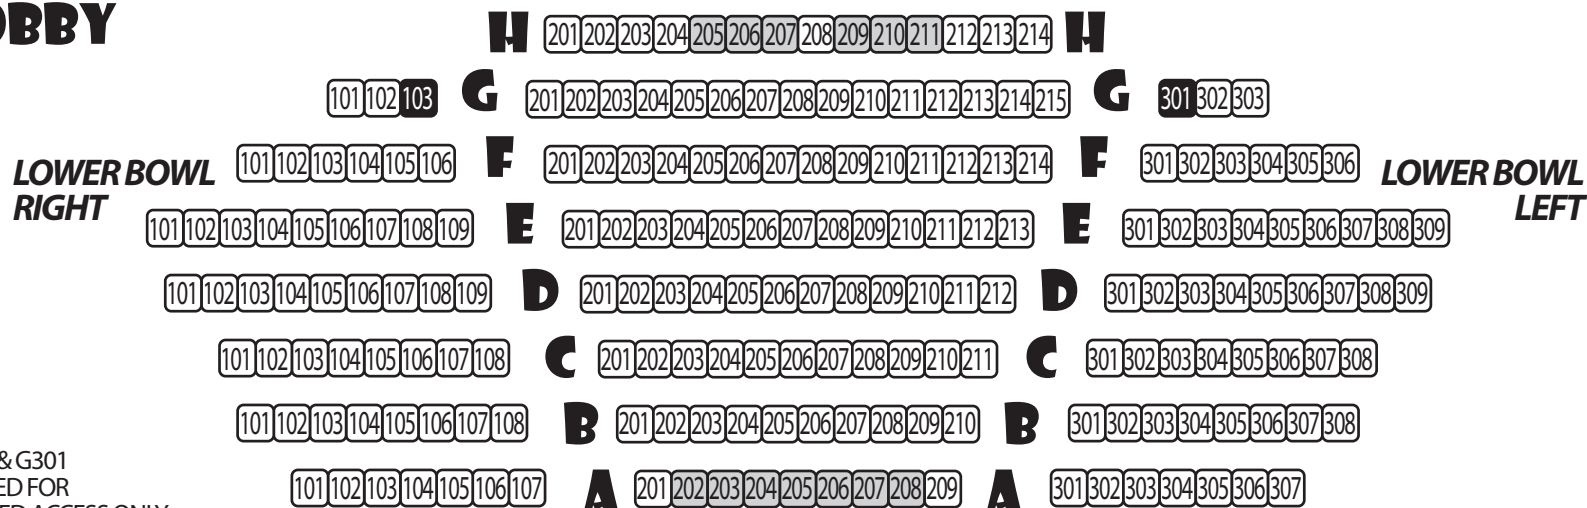 H 201 202 203 204 205 206 207 208 209 210 211 212 213 214 H
101 102 103 G 201 202 203 204 205 206 207 208 209 210 211 212 213 214 215 G 301 302 303
101 102 103 104 105 106 F 201 202 203 204 205 206 207 208 209 210 211 212 213 214 F 301 302 303 304 305 306
LOWER BOWL
RIGHT
LOWER BOWL
LEFT
101 102 103 104 105 106 107 108 109 E 201 202 203 204 205 206 207 208 209 210 211 212 213 E 301 302 303 304 305 306 307 308 309
101 102 103 104 105 106 107 108 109 D 201 202 203 204 205 206 207 208 209 210 211 212 D 301 302 303 304 305 306 307 308 309
101 102 103 104 105 106 107 108 C 201 202 203 204 205 206 207 208 209 210 211 C 301 302 303 304 305 306 307 308
101 102 103 104 105 106 107 108 B 201 202 203 204 205 206 207 208 209 210 B 301 302 303 304 305 306 307 308
& G301
FOR
101 102 103 104 105 106 107 A 201 202 203 204 205 206 207 208 209 A 301 302 303 304 305 306 307
ACCESS ONLY